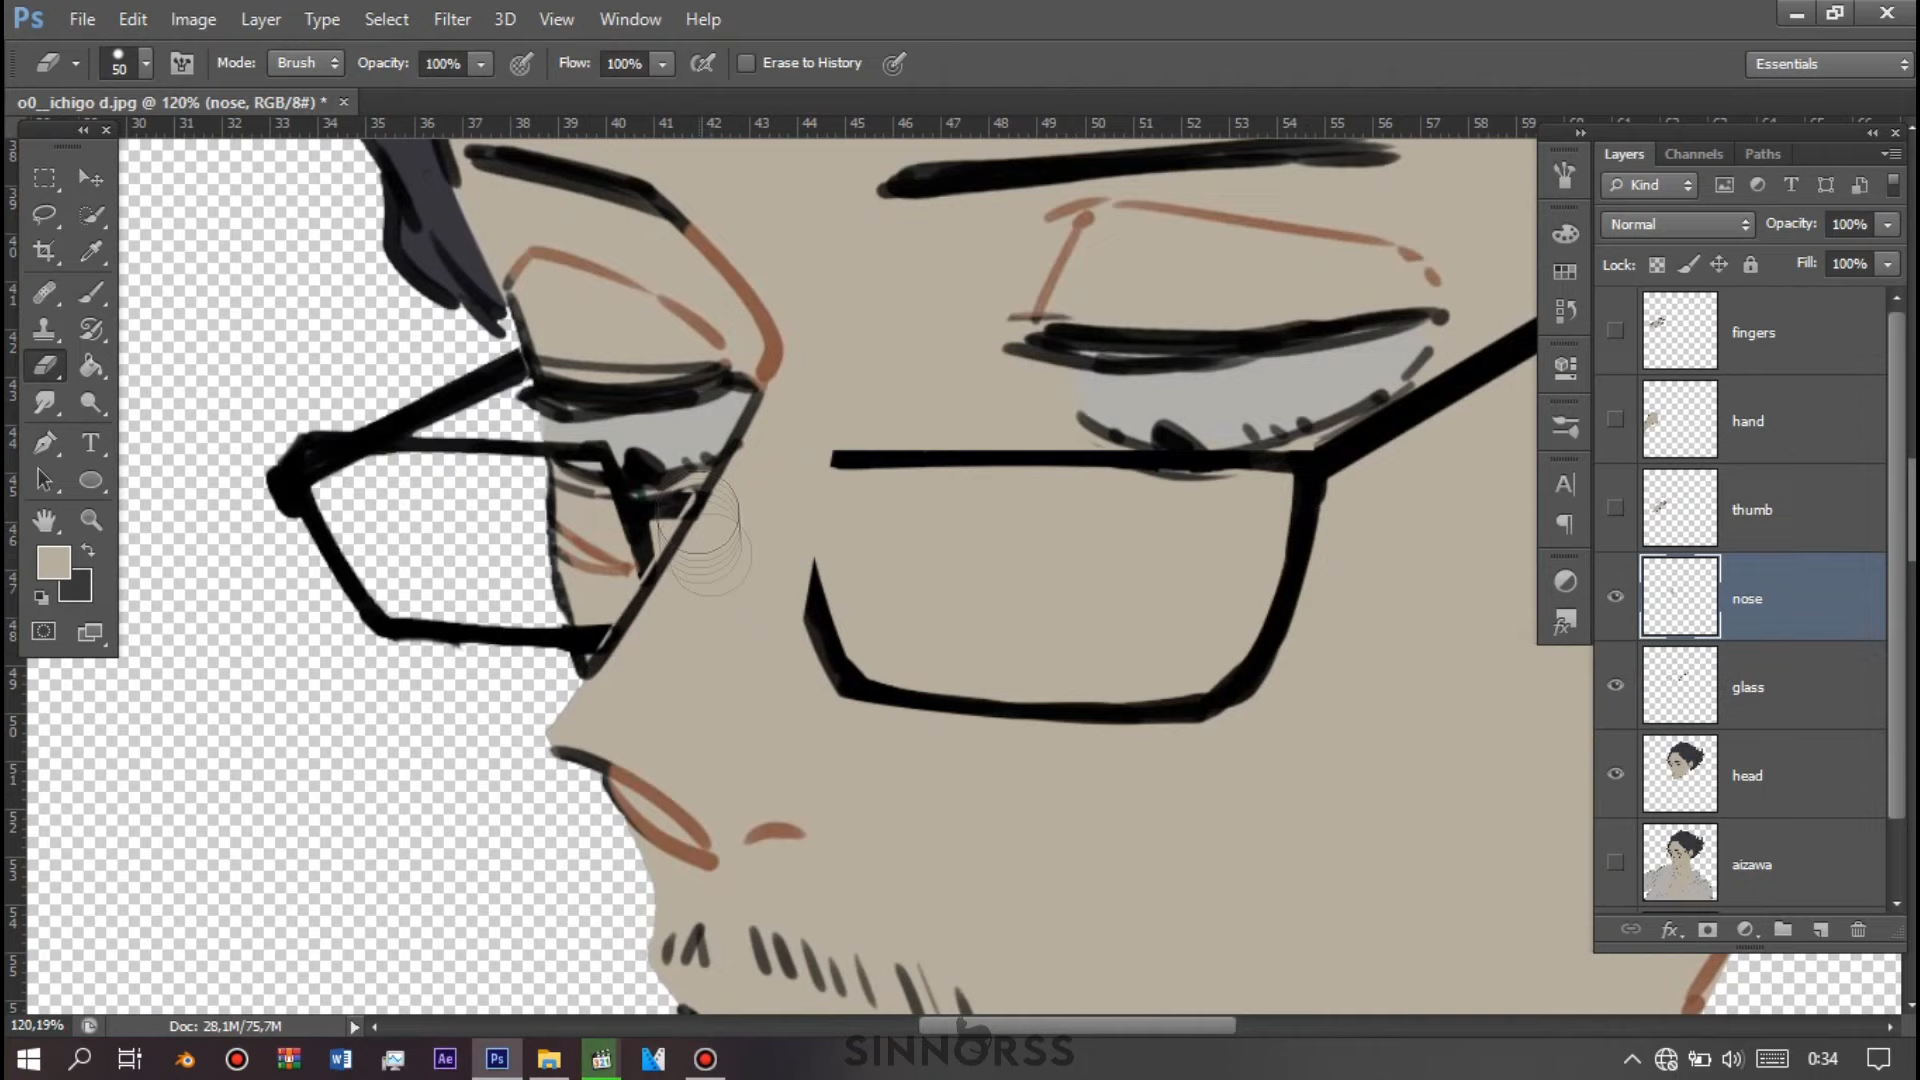 Ps File Edit Image Layer Type Select Filter 3D View Window Help
50 Mode: Brush Opacity: 100% Flow: 100% Erase to History Essentials
o0__ichigo d.jpg @ 120% (nose, RGB/8#) * ×
30 31 32 33 34 35 36 37 38 39 40 41 42 43 44 45 46 47 48 49 50 51 52 53 54 55 56 57 58 59
Layers Channels Paths
Kind
Normal Opacity: 100%
Lock: Fill: 100%
fingers
hand
thumb
nose
glass
head
aizawa
120,19% Doc: 28,1M/75,7M
SINNORSS
Ae Ps 0:34